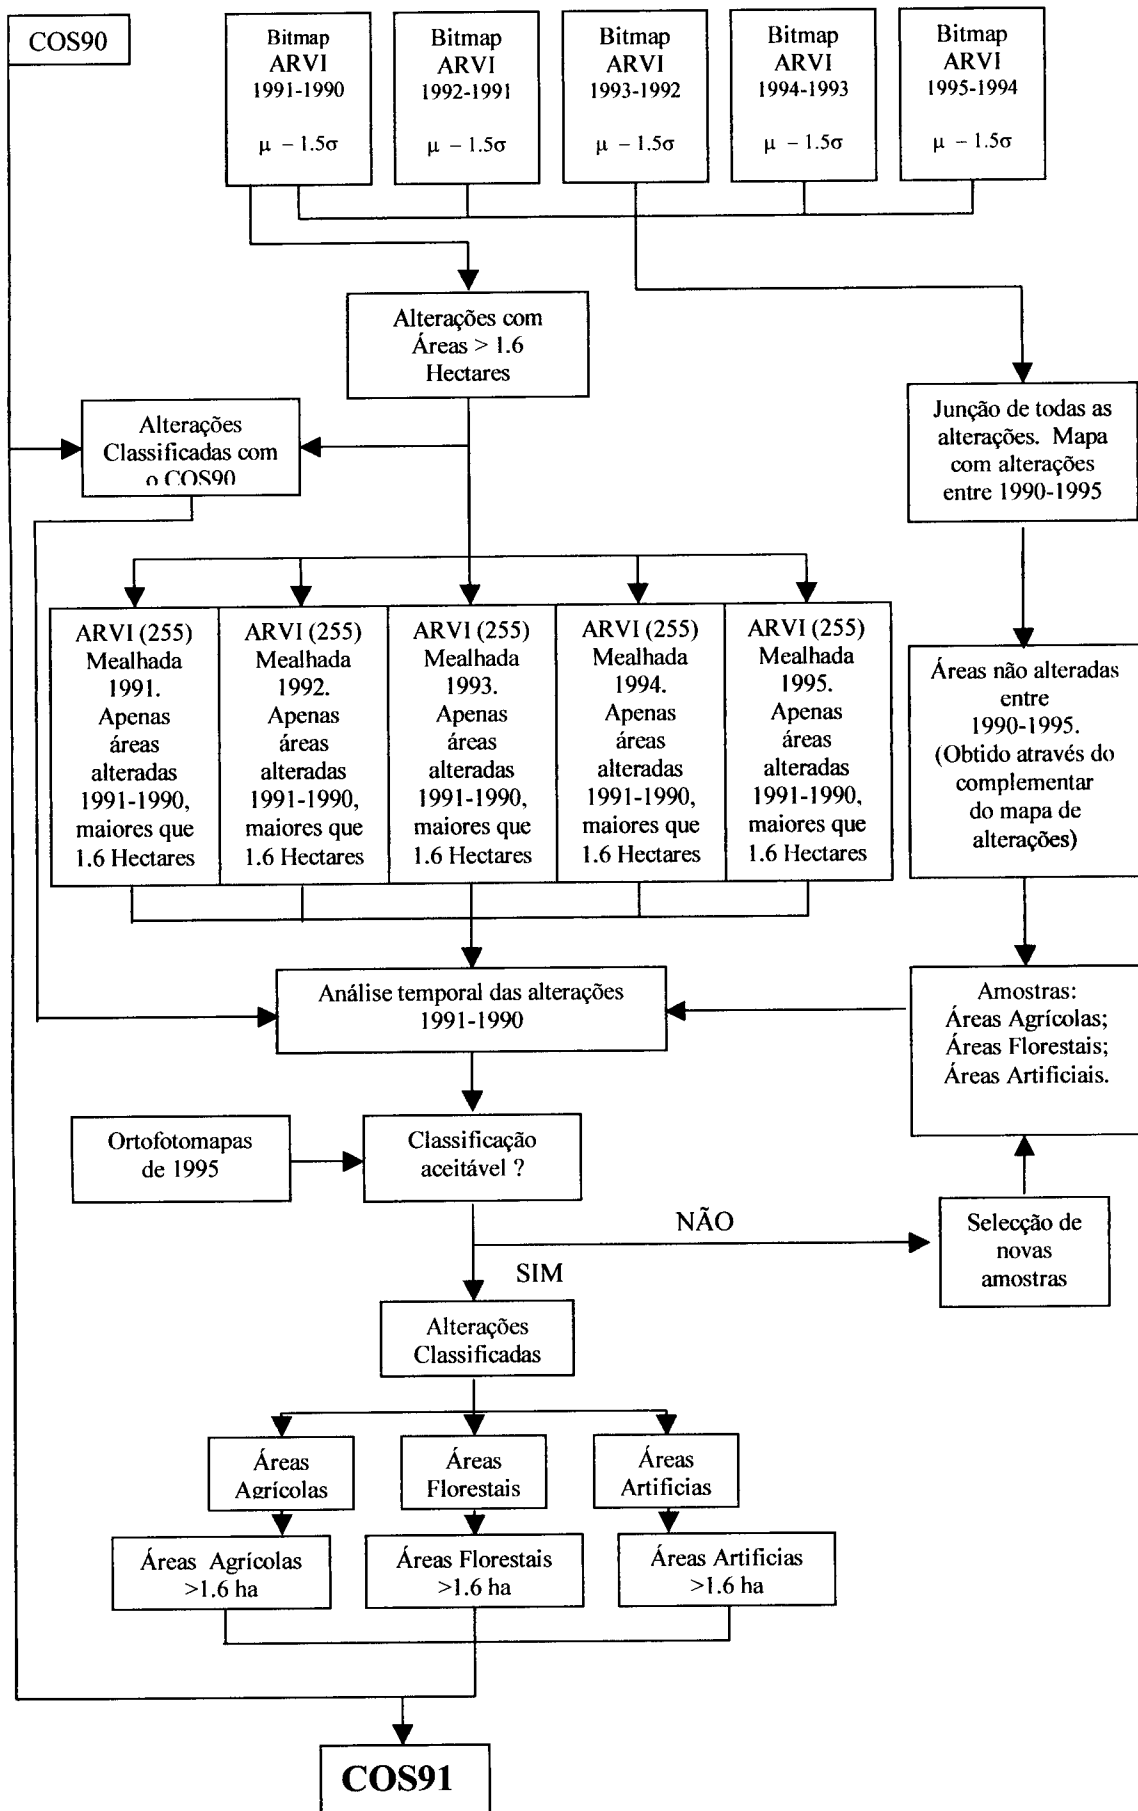 COS90
Bitmap
ARVI
1991-1990
μ – 1.5σ
Bitmap
ARVI
1992-1991
μ – 1.5σ
Bitmap
ARVI
1993-1992
μ – 1.5σ
Bitmap
ARVI
1994-1993
μ – 1.5σ
Bitmap
ARVI
1995-1994
μ – 1.5σ
Alterações com
Áreas > 1.6
Hectares
Alterações
Classificadas com
o COS90
Junção de todas as
alterações. Mapa
com alterações
entre 1990-1995
ARVI (255)
Mealhada
1991.
Apenas
áreas
alteradas
1991-1990,
maiores que
1.6 Hectares
ARVI (255)
Mealhada
1992.
Apenas
áreas
alteradas
1991-1990,
maiores que
1.6 Hectares
ARVI (255)
Mealhada
1993.
Apenas
áreas
alteradas
1991-1990,
maiores que
1.6 Hectares
ARVI (255)
Mealhada
1994.
Apenas
áreas
alteradas
1991-1990,
maiores que
1.6 Hectares
ARVI (255)
Mealhada
1995.
Apenas
áreas
alteradas
1991-1990,
maiores que
1.6 Hectares
Áreas não alteradas
entre
1990-1995.
(Obtido através do
complementar
do mapa de
alterações)
Análise temporal das alterações
1991-1990
Amostras:
Áreas Agrícolas;
Áreas Florestais;
Áreas Artificiais.
Ortofotomapas
de 1995
Classificação
aceitável ?
NÃO
Selecção de
novas
amostras
SIM
Alterações
Classificadas
Áreas
Agrícolas
Áreas
Florestais
Áreas
Artificias
Áreas Agrícolas
>1.6 ha
Áreas Florestais
>1.6 ha
Áreas Artificias
>1.6 ha
COS91